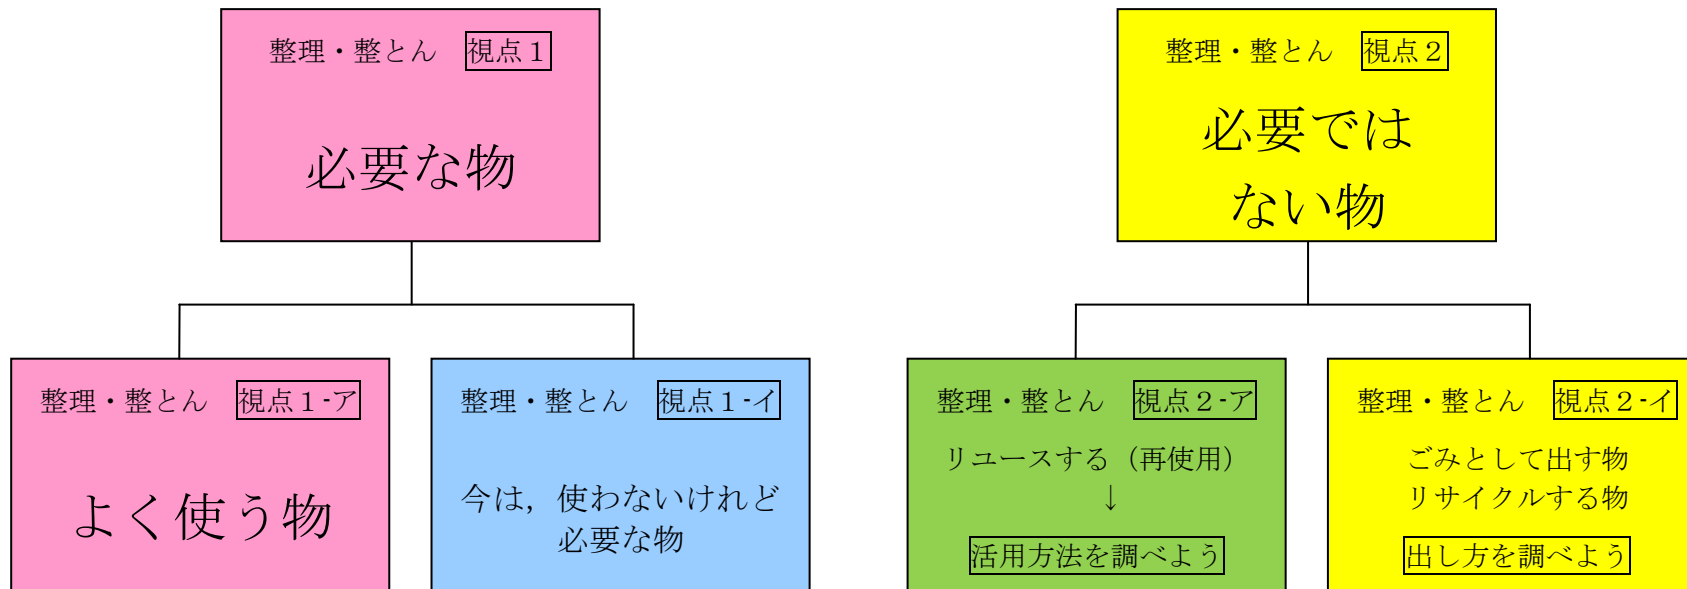 整理・整とん 視点１
必要な物
整理・整とん 視点２
必要では
ない物
整理・整とん 視点１-ア
よく使う物
整理・整とん 視点１-イ
今は，使わないけれど
必要な物
整理・整とん 視点２-ア
リユースする（再使用）
↓
活用方法を調べよう
整理・整とん 視点２-イ
ごみとして出す物
リサイクルする物
出し方を調べよう